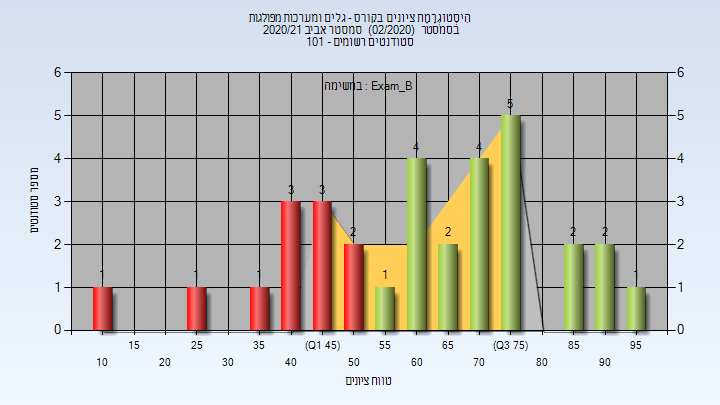 היסטוגרמת ציונים בקורס - גלים ומערכות מפולגות
בסמסטר (02/2020) סמסטר אביב 2020/21
סטודנטים רשומים - 101
במשימה : Exam_B
מספר סטודנטים
6 6
5 5
4 4
3 3
2 2
1 1
0 0
1 1 1 3 3 2 1 4 2 4 5 2 2 1
15 25 35 (Q1 45) 55 65 (Q3 75) 85 95
10 20 30 40 50 60 70 80 90
טווח ציונים